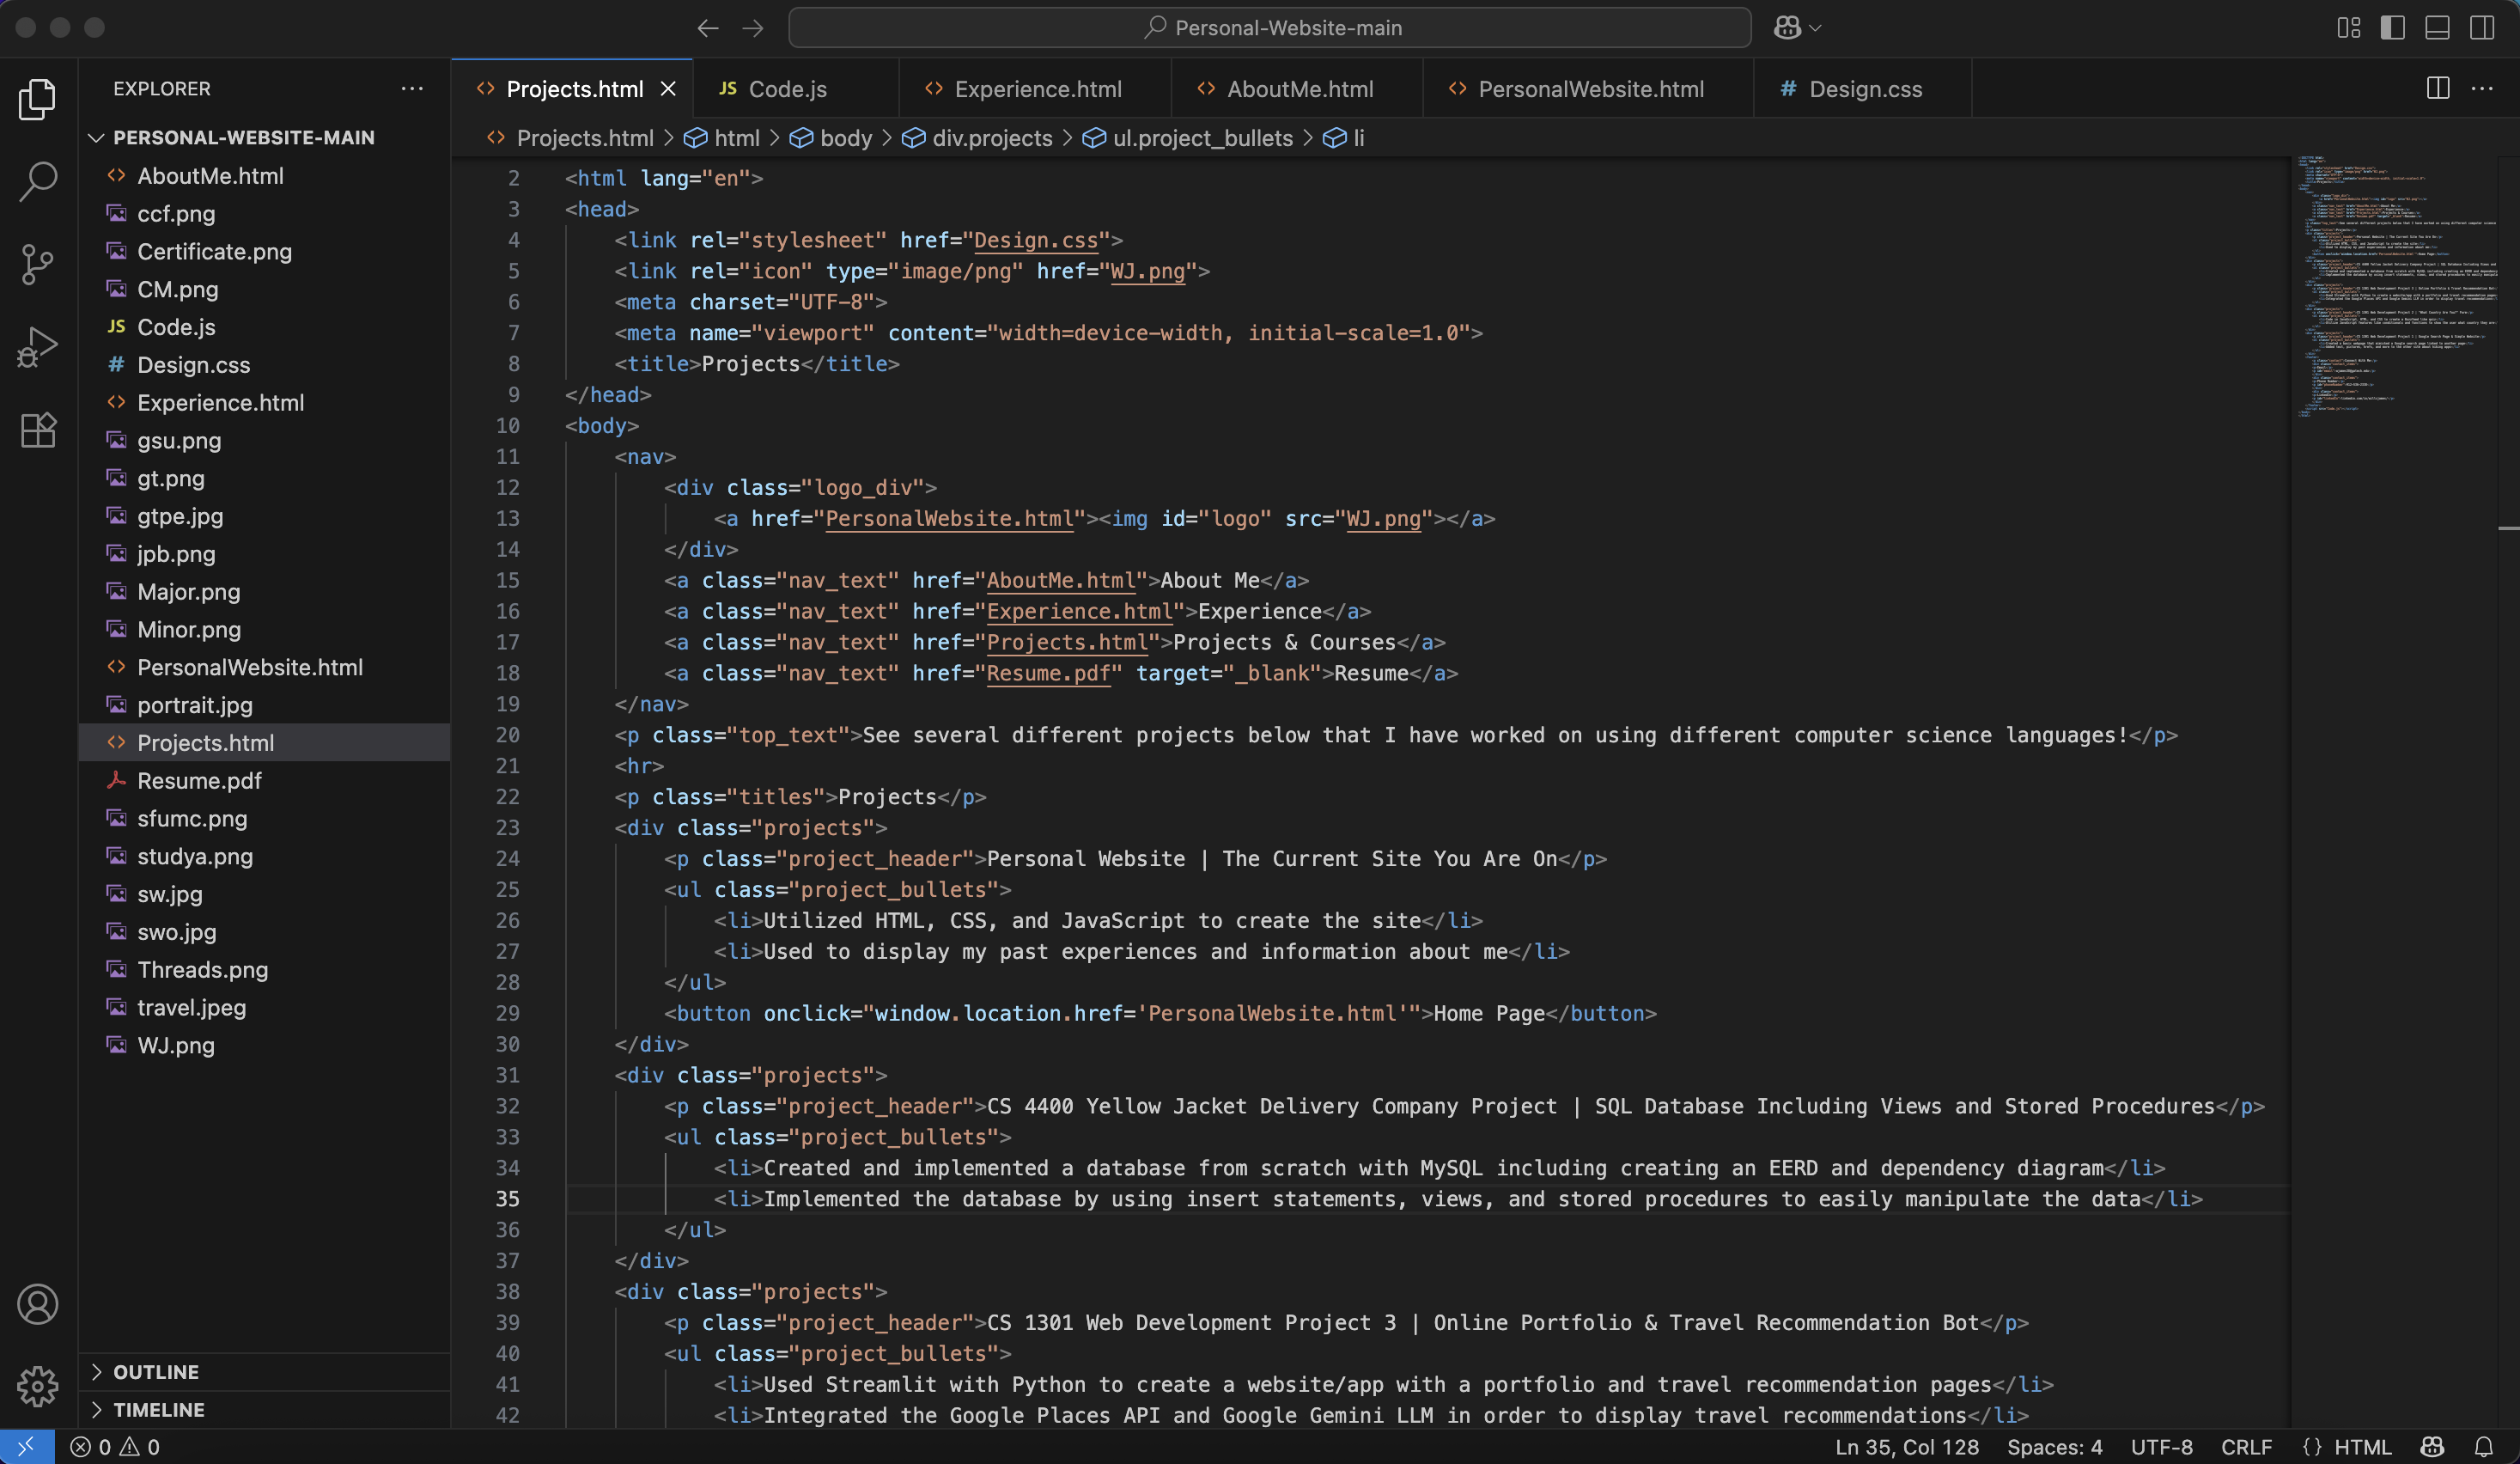 Personal-Website-main
EXPLORER
PERSONAL-WEBSITE-MAIN
AboutMe.html
ccf.png
Certificate.png
CM.png
JS Code.js
# Design.css
Experience.html
gsu.png
gt.png
gtpe.jpg
jpb.png
Major.png
Minor.png
PersonalWebsite.html
portrait.jpg
Projects.html
Resume.pdf
sfumc.png
studya.png
sw.jpg
swo.jpg
Threads.png
travel.jpeg
WJ.png
OUTLINE
TIMELINE
Projects.html JS Code.js Experience.html AboutMe.html PersonalWebsite.html # Design.css
Projects.html > html > body > div.projects > ul.project_bullets > li
2 <html lang="en">
3 <head>
4 <link rel="stylesheet" href="Design.css">
5 <link rel="icon" type="image/png" href="WJ.png">
6 <meta charset="UTF-8">
7 <meta name="viewport" content="width=device-width, initial-scale=1.0">
8 <title>Projects</title>
9 </head>
10 <body>
11 <nav>
12 <div class="logo_div">
13 <a href="PersonalWebsite.html"><img id="logo" src="WJ.png"></a>
14 </div>
15 <a class="nav_text" href="AboutMe.html">About Me</a>
16 <a class="nav_text" href="Experience.html">Experience</a>
17 <a class="nav_text" href="Projects.html">Projects & Courses</a>
18 <a class="nav_text" href="Resume.pdf" target="_blank">Resume</a>
19 </nav>
20 <p class="top_text">See several different projects below that I have worked on using different computer science languages!</p>
21 <hr>
22 <p class="titles">Projects</p>
23 <div class="projects">
24 <p class="project_header">Personal Website | The Current Site You Are On</p>
25 <ul class="project_bullets">
26 <li>Utilized HTML, CSS, and JavaScript to create the site</li>
27 <li>Used to display my past experiences and information about me</li>
28 </ul>
29 <button onclick="window.location.href='PersonalWebsite.html'">Home Page</button>
30 </div>
31 <div class="projects">
32 <p class="project_header">CS 4400 Yellow Jacket Delivery Company Project | SQL Database Including Views and Stored Procedures</p>
33 <ul class="project_bullets">
34 <li>Created and implemented a database from scratch with MySQL including creating an EERD and dependency diagram</li>
35 <li>Implemented the database by using insert statements, views, and stored procedures to easily manipulate the data</li>
36 </ul>
37 </div>
38 <div class="projects">
39 <p class="project_header">CS 1301 Web Development Project 3 | Online Portfolio & Travel Recommendation Bot</p>
40 <ul class="project_bullets">
41 <li>Used Streamlit with Python to create a website/app with a portfolio and travel recommendation pages</li>
42 <li>Integrated the Google Places API and Google Gemini LLM in order to display travel recommendations</li>
0 0
Ln 35, Col 128 Spaces: 4 UTF-8 CRLF {} HTML